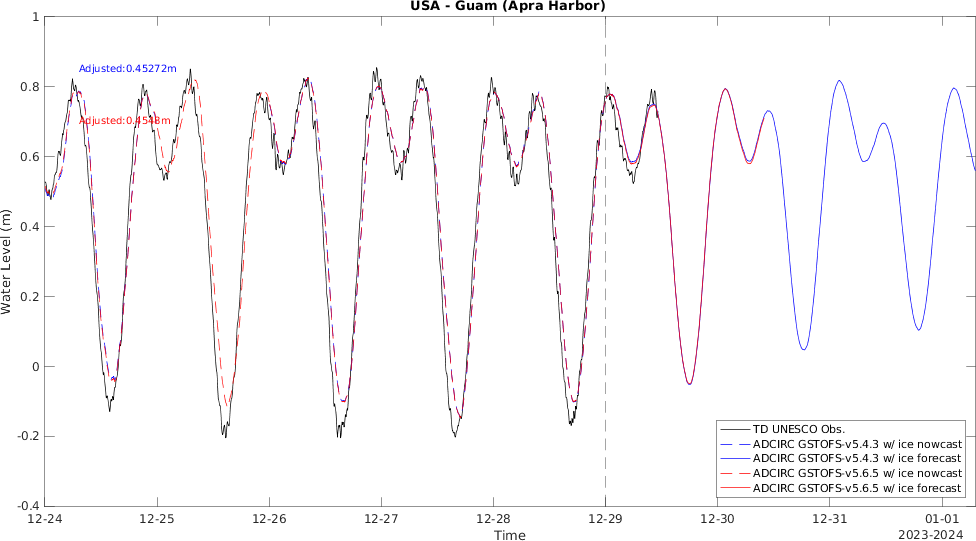 USA - Guam (Apra Harbor)
1
0.8
0.6
0.4
0.2
0
-0.2
-0.4
Water Level (m)
Adjusted:0.45272m
Adjusted:0.4548m
TD UNESCO Obs.
ADCIRC GSTOFS-v5.4.3 w/ ice nowcast
ADCIRC GSTOFS-v5.4.3 w/ ice forecast
ADCIRC GSTOFS-v5.6.5 w/ ice nowcast
ADCIRC GSTOFS-v5.6.5 w/ ice forecast
12-24 12-25 12-26 12-27 12-28 12-29 12-30 12-31 01-01
Time
2023-2024